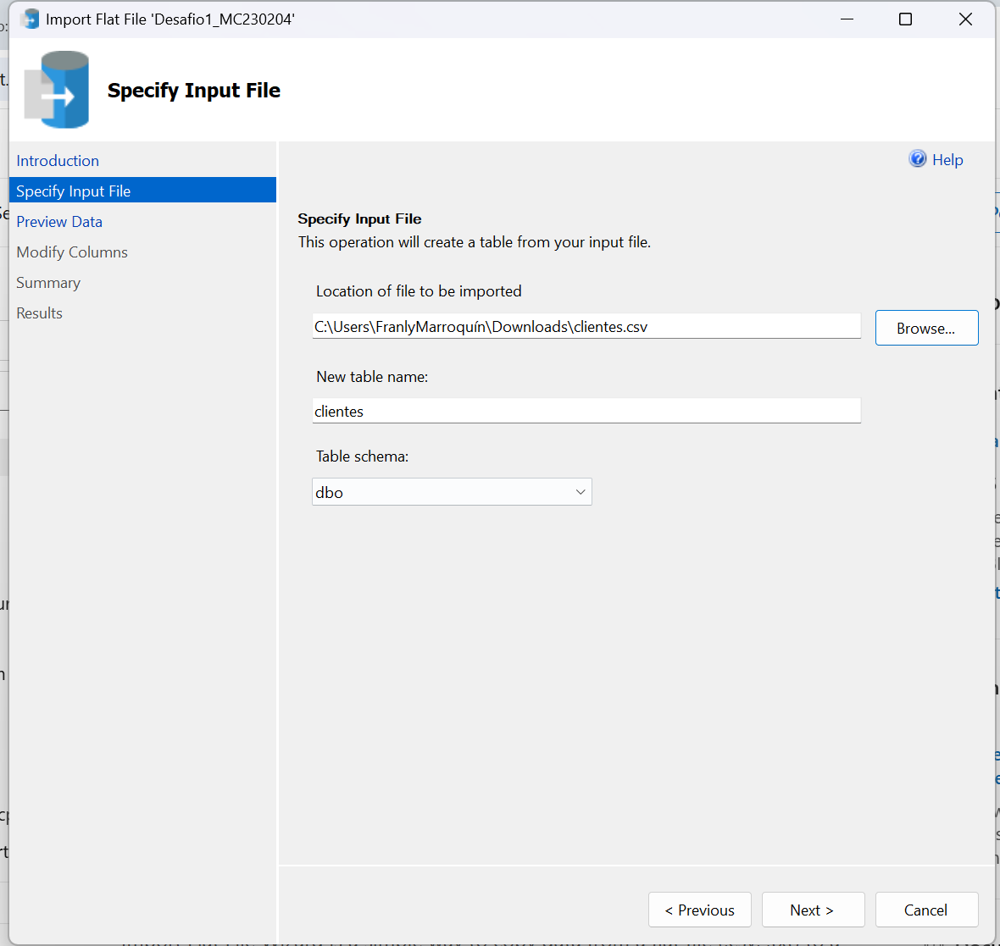 Import Flat File 'Desafio1_MC230204'
Specify Input File
Introduction
Help
Specify Input File
Preview Data
Modify Columns
Summary
Results
Specify Input File
This operation will create a table from your input file.
Location of file to be imported
C:\Users\FranlyMarroquín\Downloads\clientes.csv
Browse...
New table name:
clientes
Table schema:
dbo
< Previous
Next >
Cancel